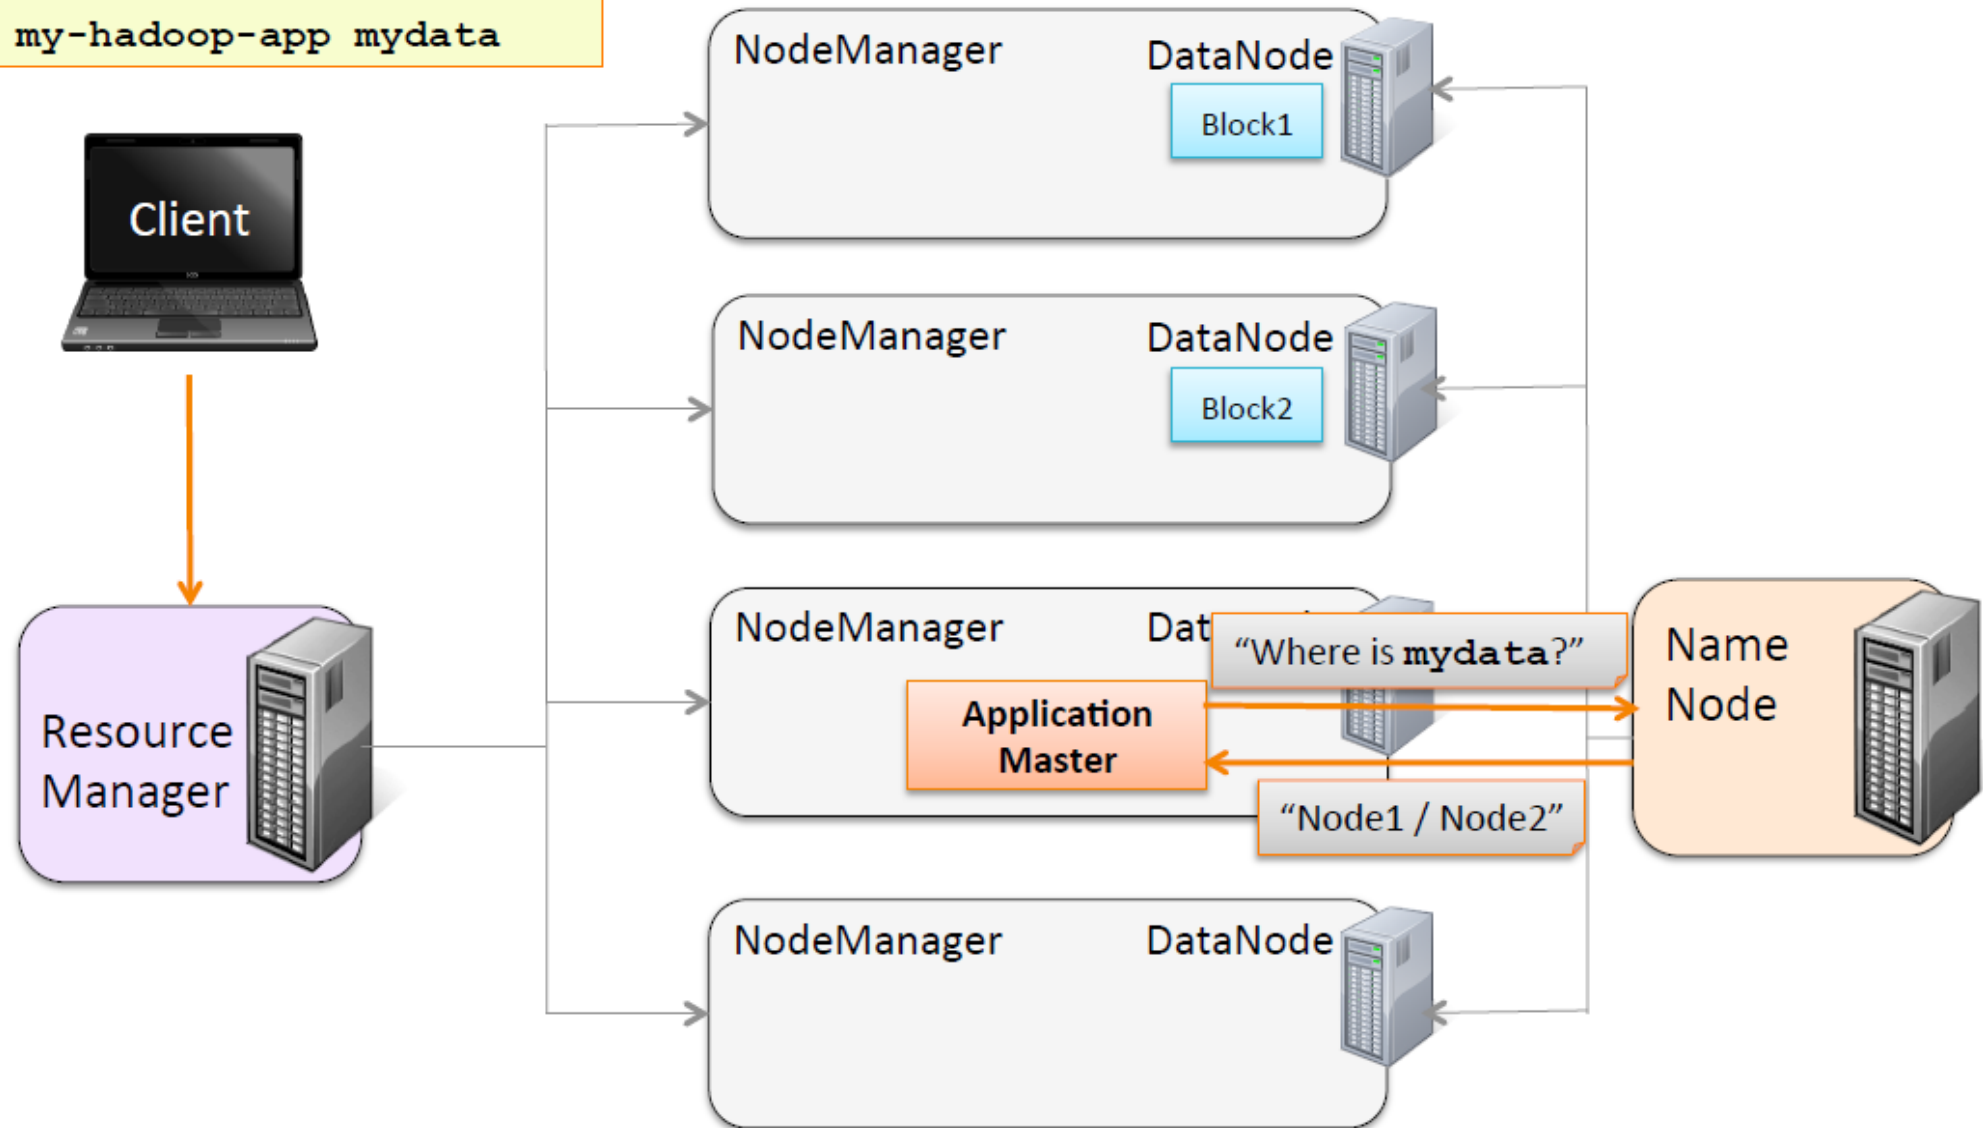 my-hadoop-app mydata
Client
Resource
Manager
NodeManager
DataNode
Block1
NodeManager
DataNode
Block2
NodeManager
Dat
Application
Master
“Where is mydata?”
“Node1 / Node2”
NodeManager
DataNode
Name
Node